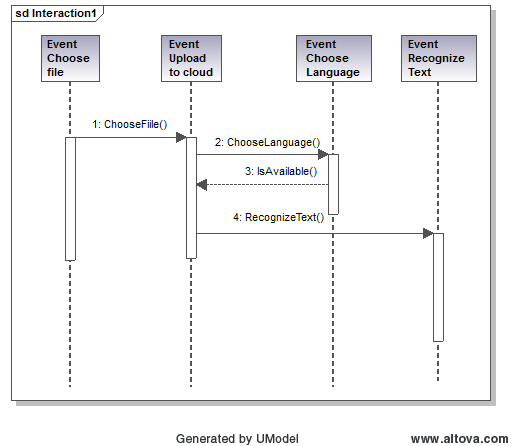 sd Interaction1
Event
Choose
file
Event
Upload
to cloud
Event
Choose
Language
Event
Recognize
Text
1: ChooseFiile()
2: ChooseLanguage()
3: IsAvailable()
4: RecognizeText()
Generated by UModel
www.altova.com